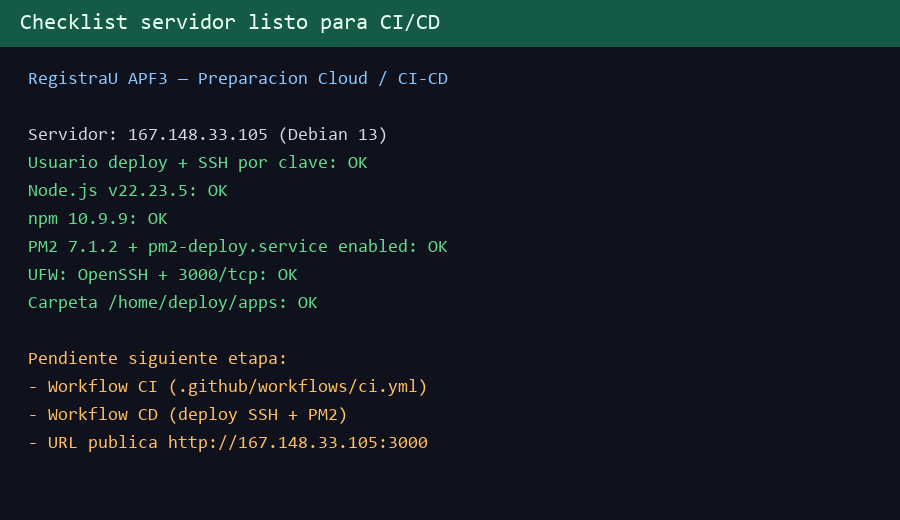 Checklist servidor listo para CI/CD
RegistraU APF3 — Preparacion Cloud / CI-CD
Servidor: 167.148.33.105 (Debian 13)
Usuario deploy + SSH por clave: OK
Node.js v22.23.5: OK
npm 10.9.9: OK
PM2 7.1.2 + pm2-deploy.service enabled: OK
UFW: OpenSSH + 3000/tcp: OK
Carpeta /home/deploy/apps: OK
Pendiente siguiente etapa:
- Workflow CI (.github/workflows/ci.yml)
- Workflow CD (deploy SSH + PM2)
- URL publica http://167.148.33.105:3000